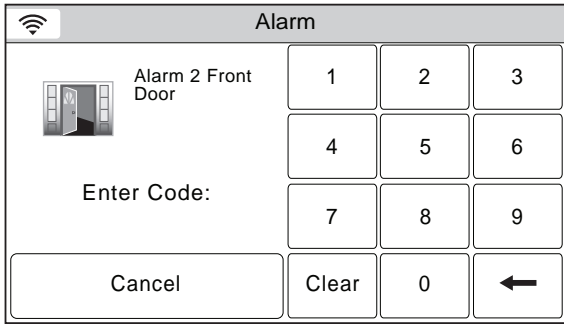 Alarm
Alarm 2 Front
Door
1 2 3
4 5 6
Enter Code:
7 8 9
Cancel Clear 0